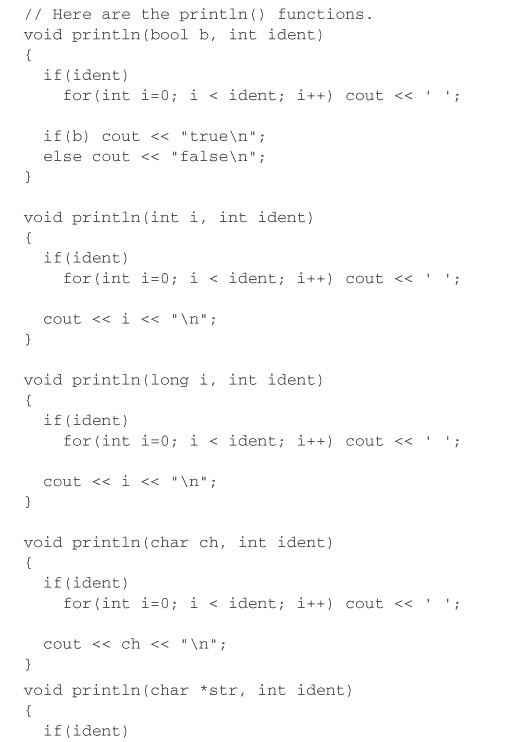 // Here are the println() functions.
void println(bool b, int ident)
{
  if(ident)
    for(int i=0; i < ident; i++) cout << ' ';

  if(b) cout << "true\n";
  else cout << "false\n";
}

void println(int i, int ident)
{
  if(ident)
    for(int i=0; i < ident; i++) cout << ' ';

  cout << i << "\n";
}

void println(long i, int ident)
{
  if(ident)
    for(int i=0; i < ident; i++) cout << ' ';

  cout << i << "\n";
}

void println(char ch, int ident)
{
  if(ident)
    for(int i=0; i < ident; i++) cout << ' ';

  cout << ch << "\n";
}
void println(char *str, int ident)
{
  if(ident)